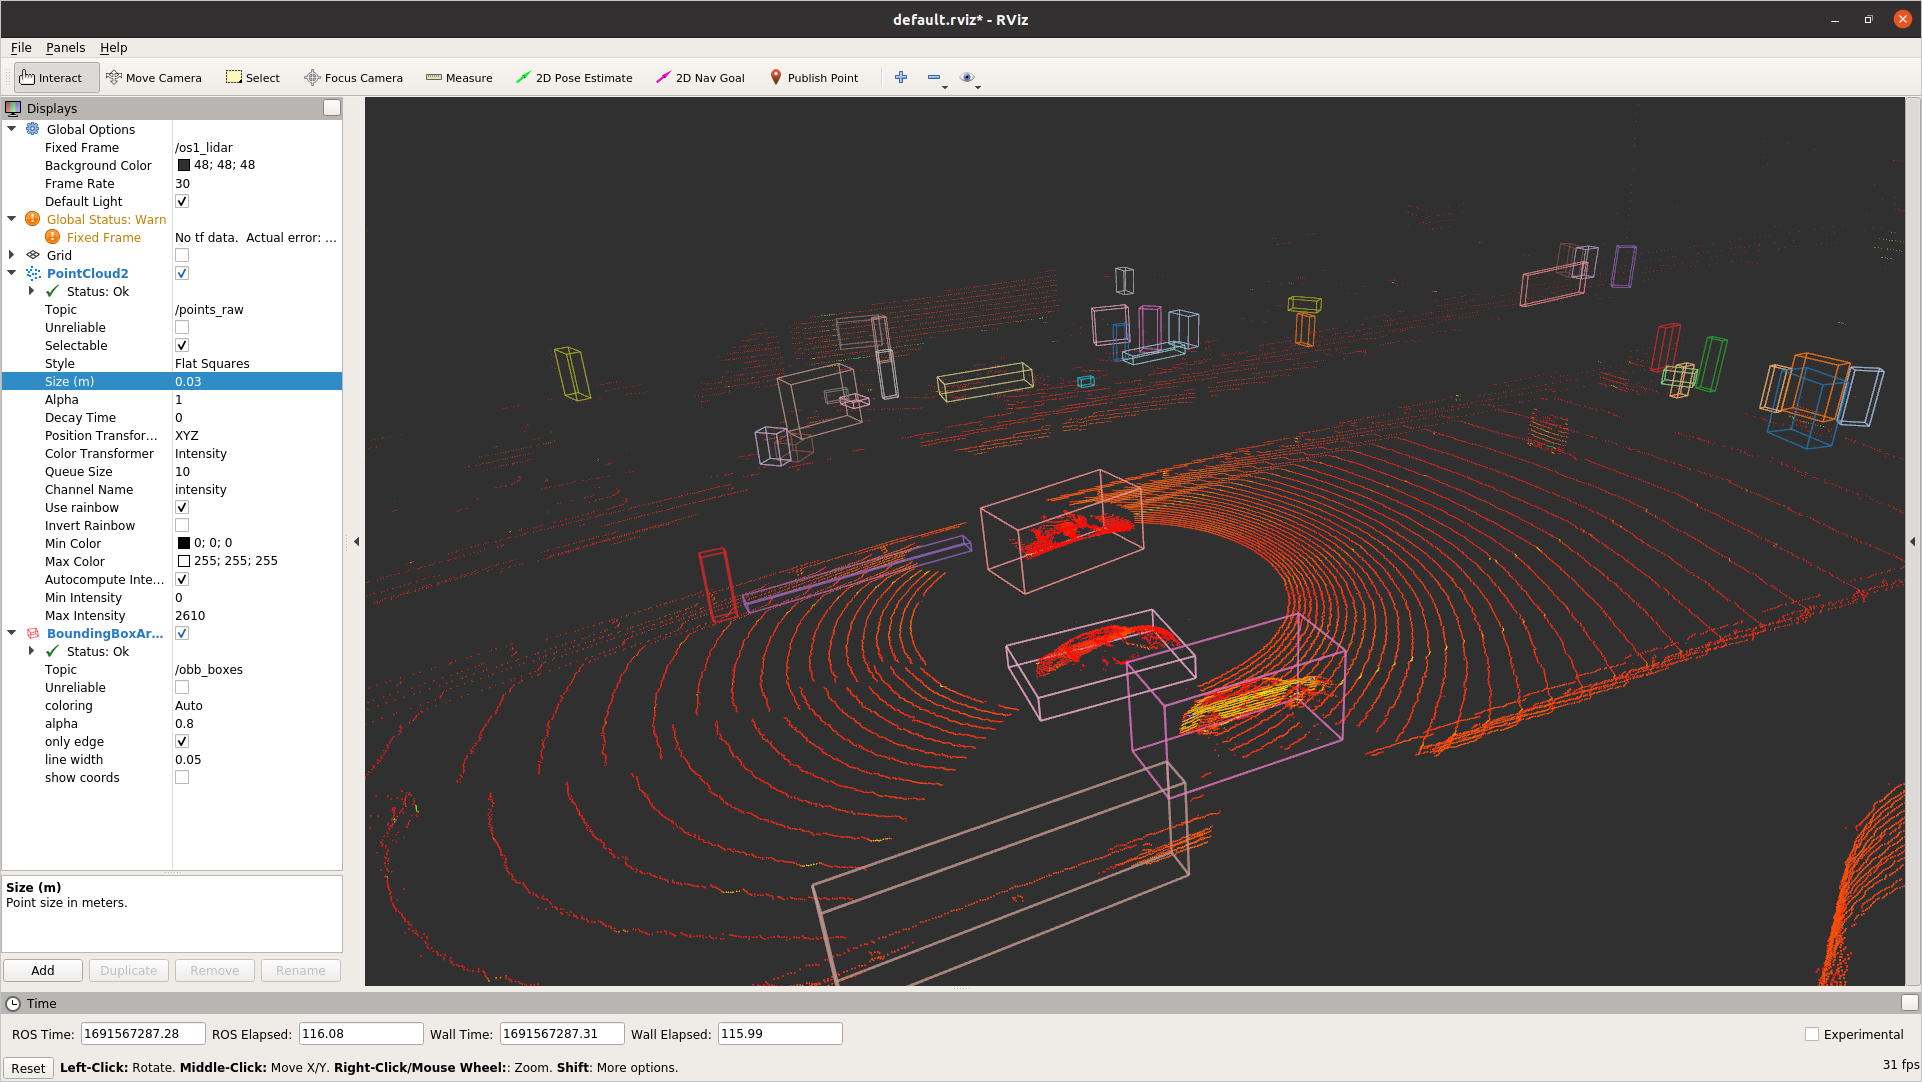 default.rviz* - RViz
File Panels Help
Interact Move Camera Select Focus Camera Measure 2D Pose Estimate 2D Nav Goal Publish Point
Displays
Global Options
Fixed Frame /os1_lidar
Background Color 48; 48; 48
Frame Rate 30
Default Light
Global Status: Warn
Fixed Frame No tf data. Actual error: ...
Grid
PointCloud2
Status: Ok
Topic /points_raw
Unreliable
Selectable
Style Flat Squares
Size (m) 0.03
Alpha 1
Decay Time 0
Position Transfor... XYZ
Color Transformer Intensity
Queue Size 10
Channel Name intensity
Use rainbow
Invert Rainbow
Min Color 0; 0; 0
Max Color 255; 255; 255
Autocompute Inte...
Min Intensity 0
Max Intensity 2610
BoundingBoxAr...
Status: Ok
Topic /obb_boxes
Unreliable
coloring Auto
alpha 0.8
only edge
line width 0.05
show coords
Size (m)
Point size in meters.
Add Duplicate Remove Rename
Time
ROS Time: 1691567287.28 ROS Elapsed: 116.08 Wall Time: 1691567287.31 Wall Elapsed: 115.99 Experimental
Reset Left-Click: Rotate. Middle-Click: Move X/Y. Right-Click/Mouse Wheel:: Zoom. Shift: More options. 31 fps